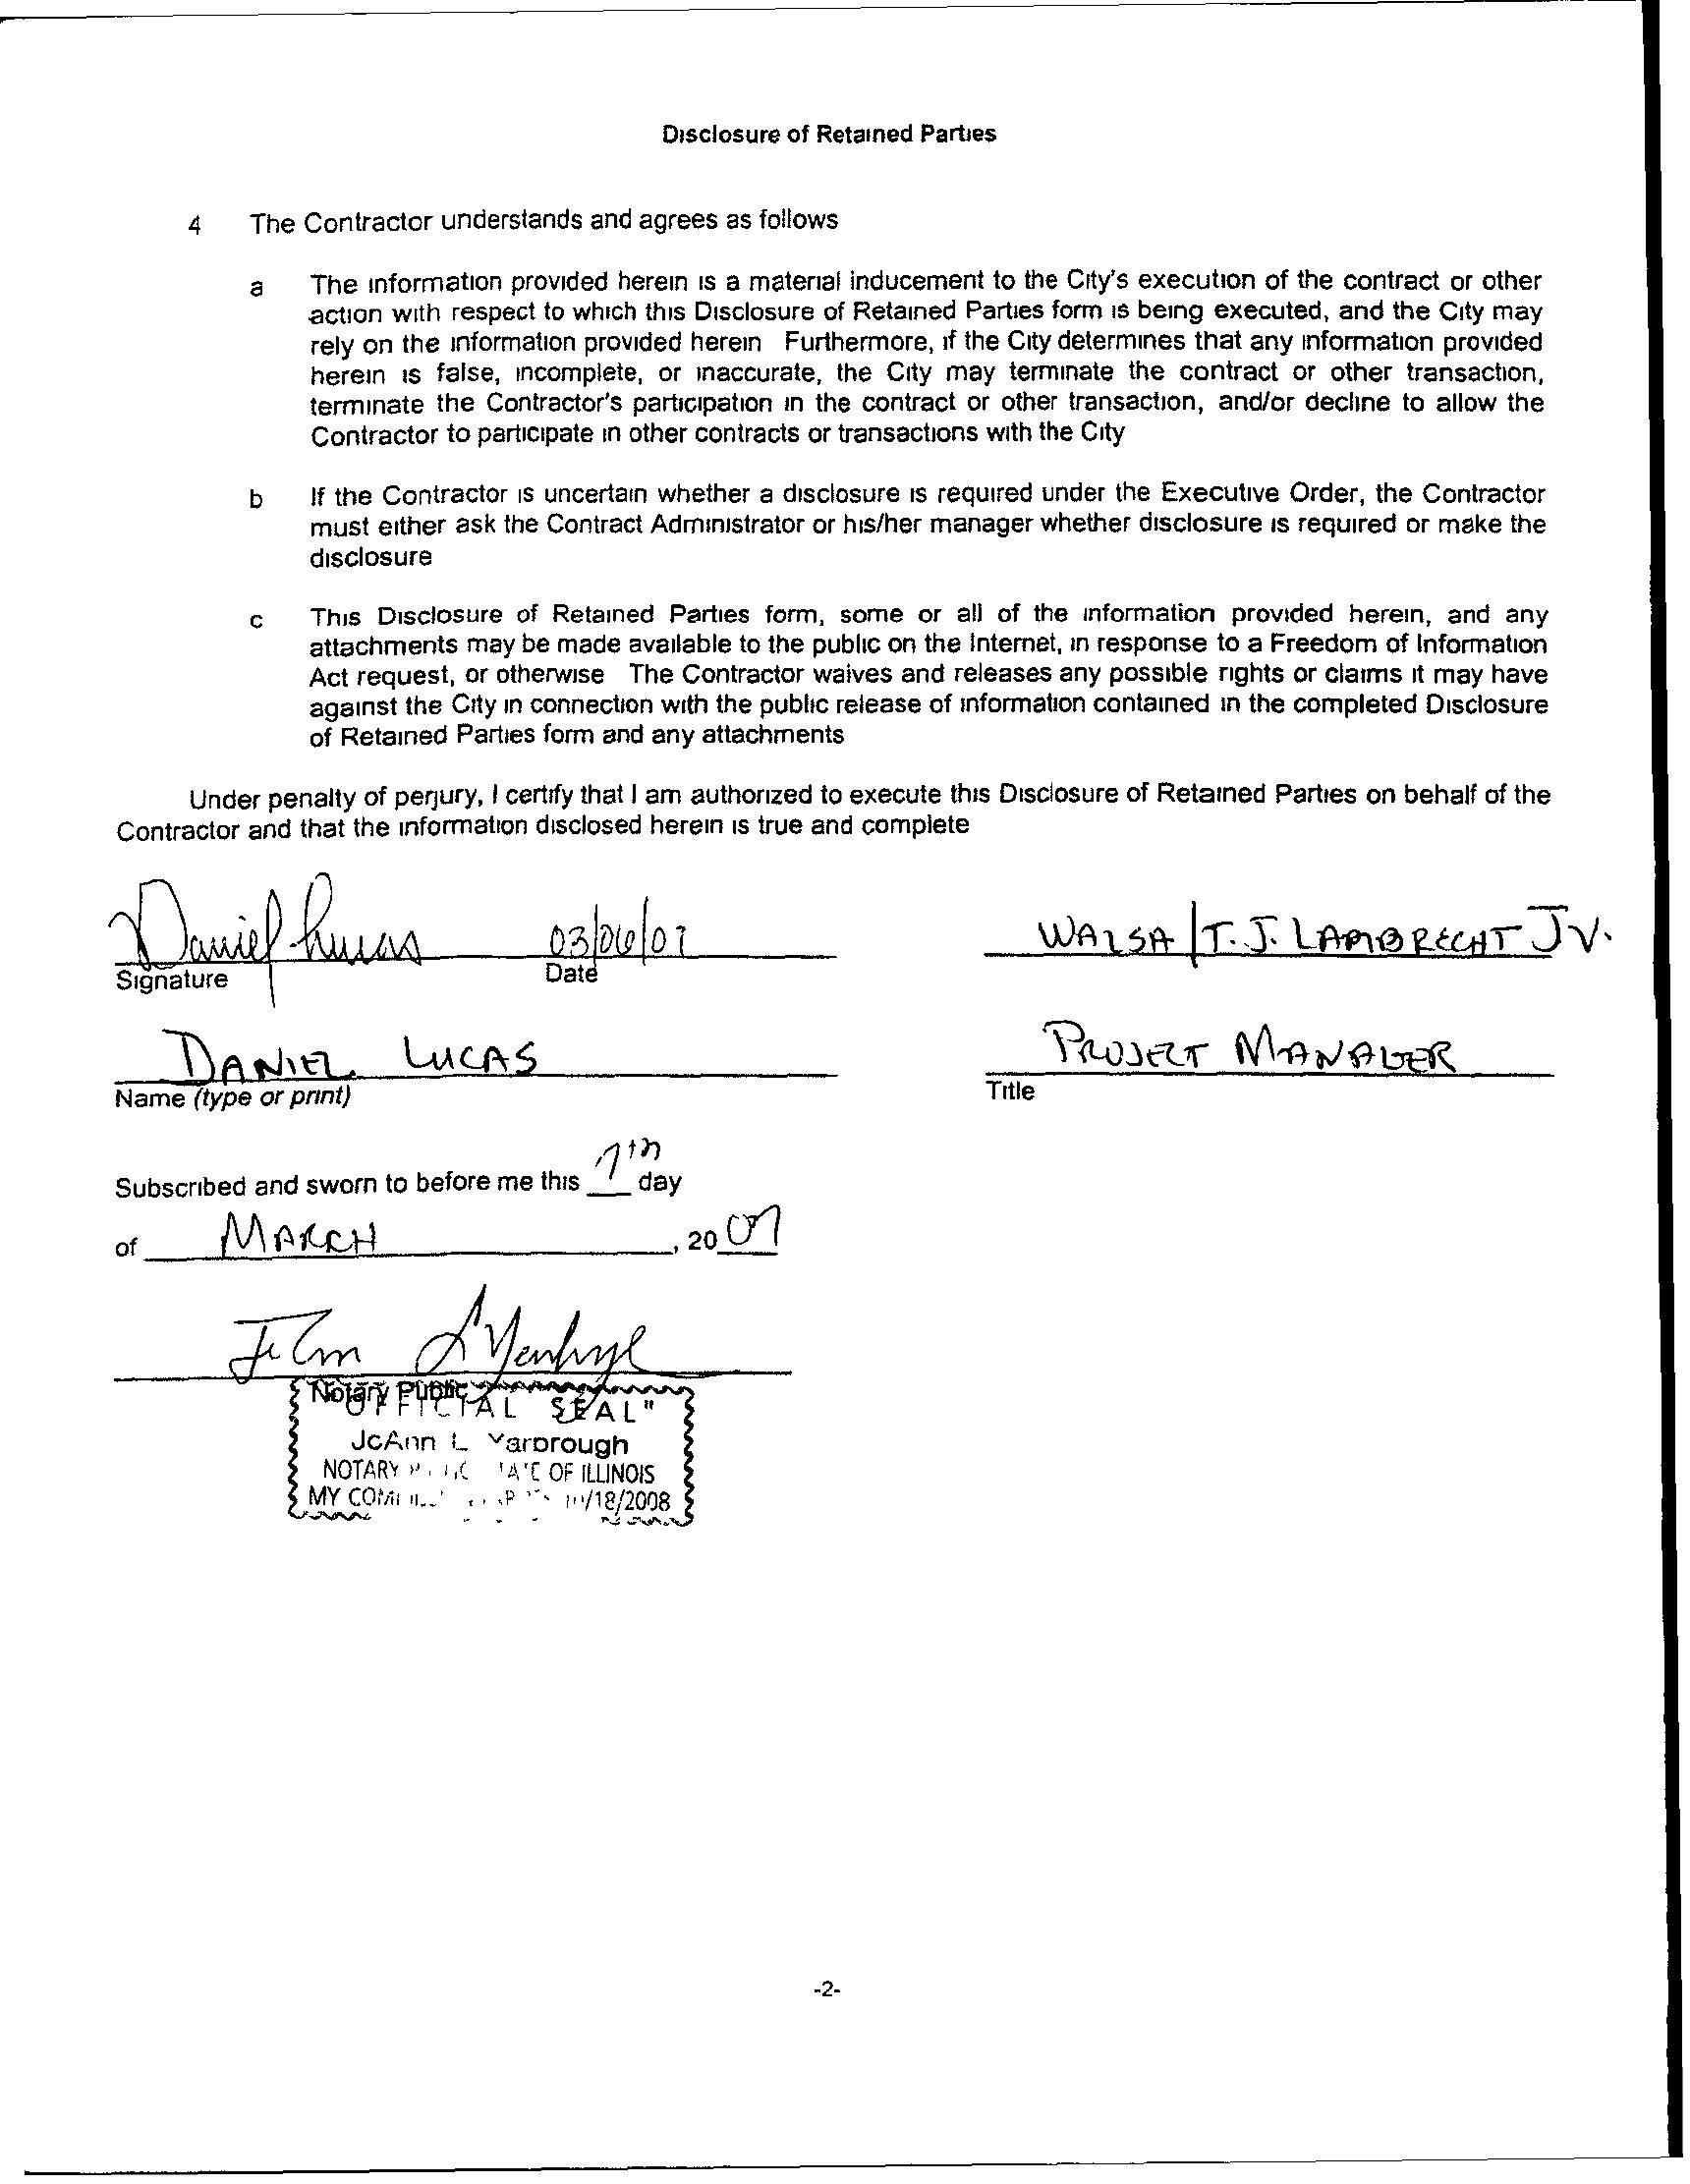 Disclosure of Retained Parties
4 The Contractor understands and agrees as follows
a The information provided herein is a material inducement to the City's execution of the contract or other
action with respect to which this Disclosure of Retained Parties form is being executed, and the City may
rely on the information provided herein Furthermore, if the City determines that any information provided
herein is false, incomplete, or inaccurate, the City may terminate the contract or other transaction,
terminate the Contractor's participation in the contract or other transaction, and/or decline to allow the
Contractor to participate in other contracts or transactions with the City
b If the Contractor is uncertain whether a disclosure is required under the Executive Order, the Contractor
must either ask the Contract Administrator or his/her manager whether disclosure is required or make the
disclosure
c This Disclosure of Retained Parties form, some or all of the information provided herein, and any
attachments may be made available to the public on the Internet, in response to a Freedom of Information
Act request, or otherwise The Contractor waives and releases any possible rights or claims it may have
against the City in connection with the public release of information contained in the completed Disclosure
of Retained Parties form and any attachments
Under penalty of perjury, I certify that I am authorized to execute this Disclosure of Retained Parties on behalf of the
Contractor and that the information disclosed herein is true and complete
Daniel Lucas 03/06/07 WALSH/T.J. LAMBRECHT JV.
Signature Date
DANIEL LUCAS PROJECT MANAGER
Name (type or print) Title
Subscribed and sworn to before me this 7th day
of MARCH, 2007
Notary Public
"OFFICIAL SEAL"
JoAnn L Yarbrough
NOTARY OF ILLINOIS
MY /18/2008
-2-